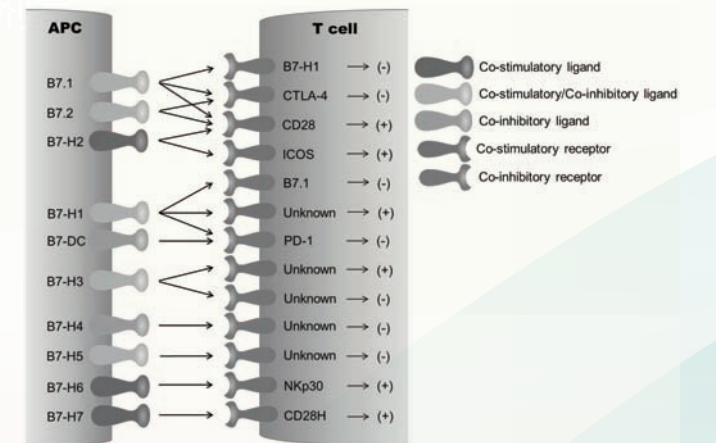 APC
T cell
B7.1
B7.2
B7-H2
B7-H1
B7-DC
B7-H3
B7-H4
B7-H5
B7-H6
B7-H7
B7-H1 → (-)
CTLA-4 → (-)
CD28 → (+)
ICOS → (+)
B7.1 → (-)
Unknown → (+)
PD-1 → (-)
Unknown → (+)
Unknown → (-)
Unknown → (-)
Unknown → (-)
NKp30 → (+)
CD28H → (+)
Co-stimulatory ligand
Co-stimulatory/Co-inhibitory ligand
Co-inhibitory ligand
Co-stimulatory receptor
Co-inhibitory receptor